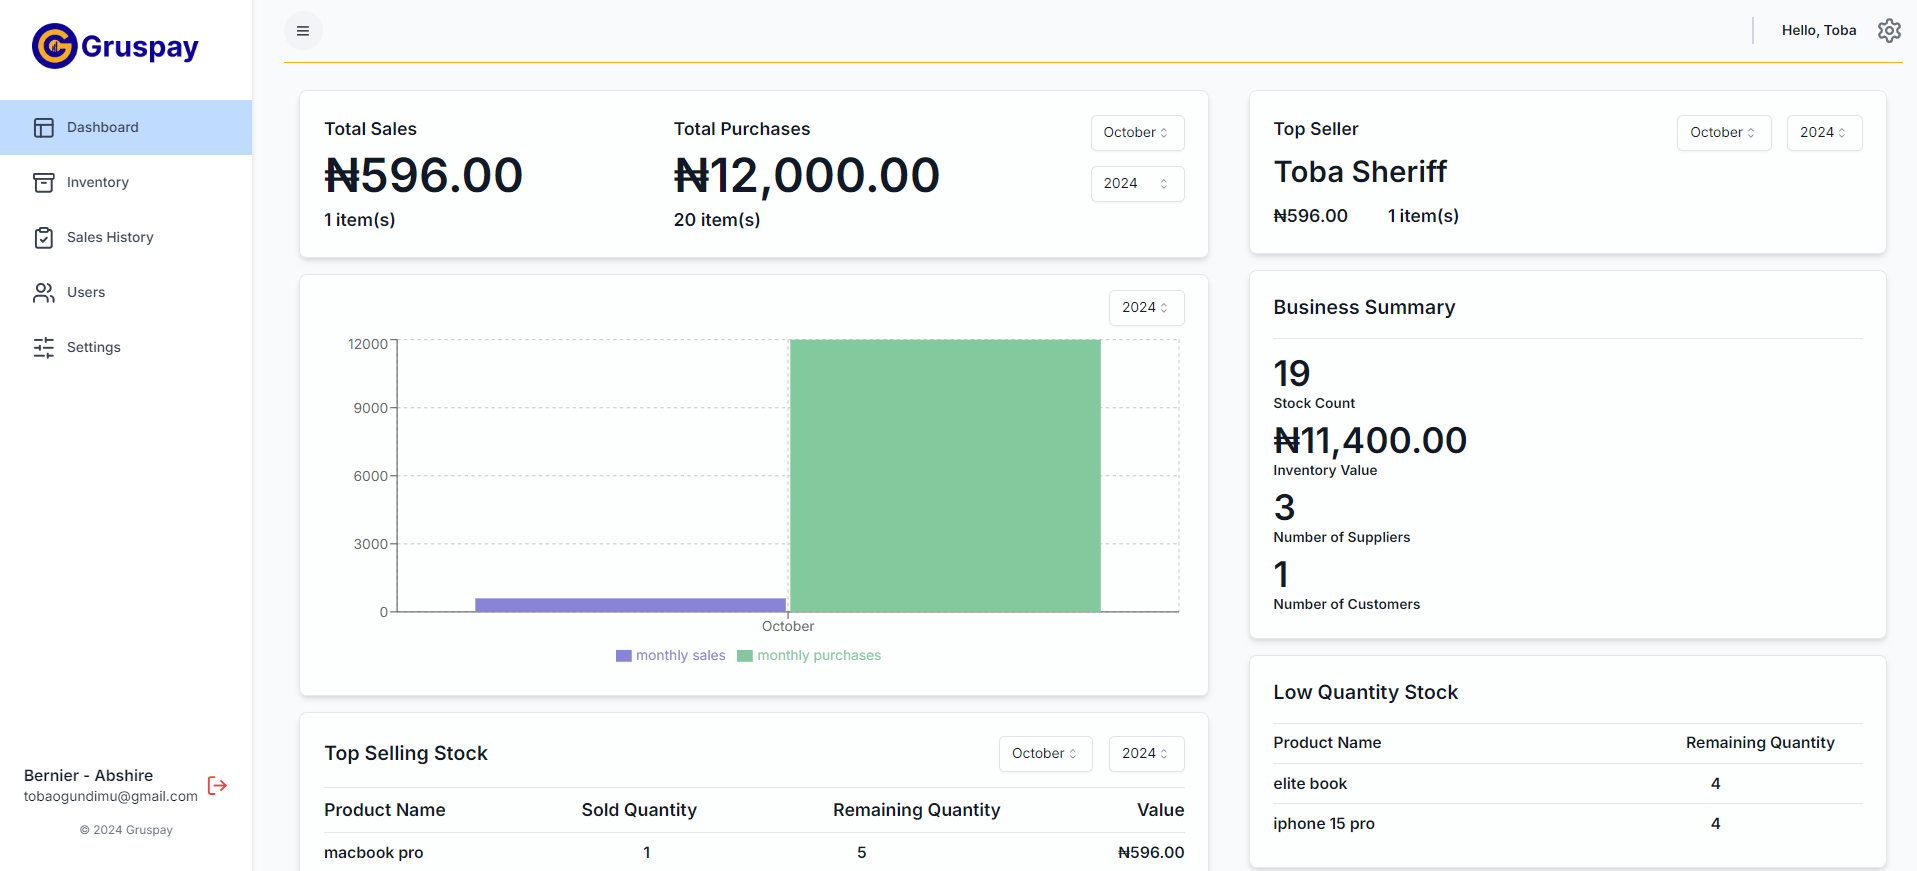 Gruspay
Dashboard
Inventory
Sales History
Users
Settings
Bernier - Abshire
tobaogundimu@gmail.com
© 2024 Gruspay
Hello, Toba
Total Sales
₦596.00
1 item(s)
Total Purchases
₦12,000.00
20 item(s)
October
2024
2024
12000
9000
6000
3000
0
October
monthly sales monthly purchases
Top Selling Stock
October 2024
Product Name Sold Quantity Remaining Quantity Value
macbook pro 1 5 ₦596.00
Top Seller
October 2024
Toba Sheriff
₦596.00 1 item(s)
Business Summary
19
Stock Count
₦11,400.00
Inventory Value
3
Number of Suppliers
1
Number of Customers
Low Quantity Stock
Product Name Remaining Quantity
elite book 4
iphone 15 pro 4